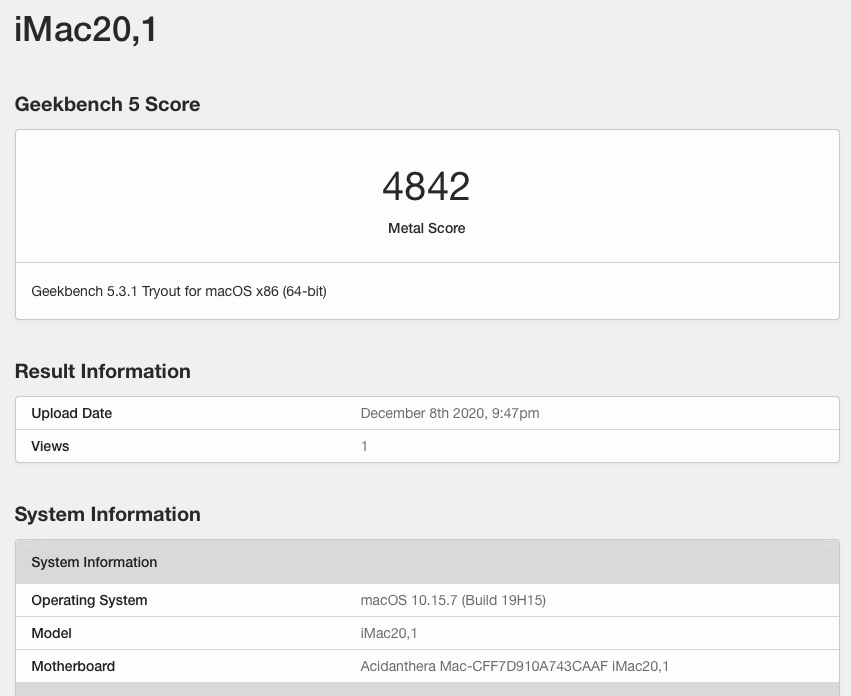 iMac20,1
Geekbench 5 Score
4842
Metal Score
Geekbench 5.3.1 Tryout for macOS x86 (64-bit)
Result Information
Upload Date December 8th 2020, 9:47pm
Views 1
System Information
System Information
Operating System macOS 10.15.7 (Build 19H15)
Model iMac20,1
Motherboard Acidanthera Mac-CFF7D910A743CAAF iMac20,1